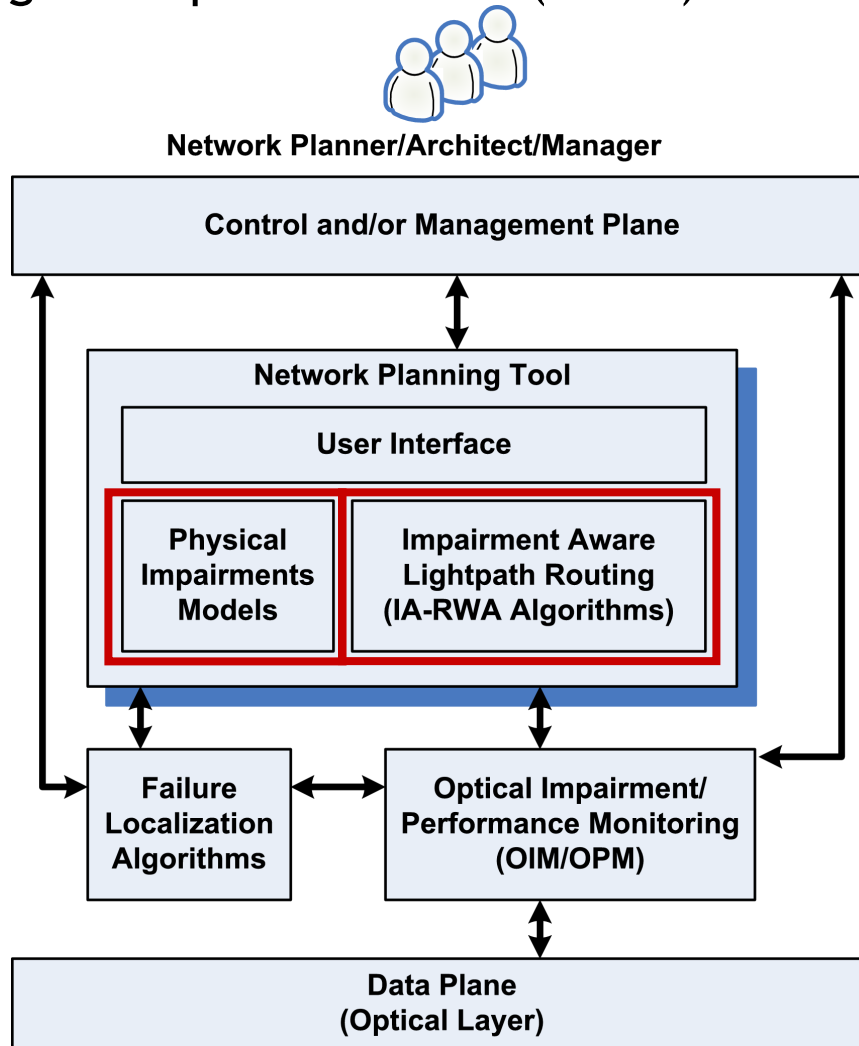 Network Planner/Architect/Manager
Control and/or Management Plane
Network Planning Tool
User Interface
Physical
Impairments
Models
Impairment Aware
Lightpath Routing
(IA-RWA Algorithms)
Failure
Localization
Algorithms
Optical Impairment/
Performance Monitoring
(OIM/OPM)
Data Plane
(Optical Layer)